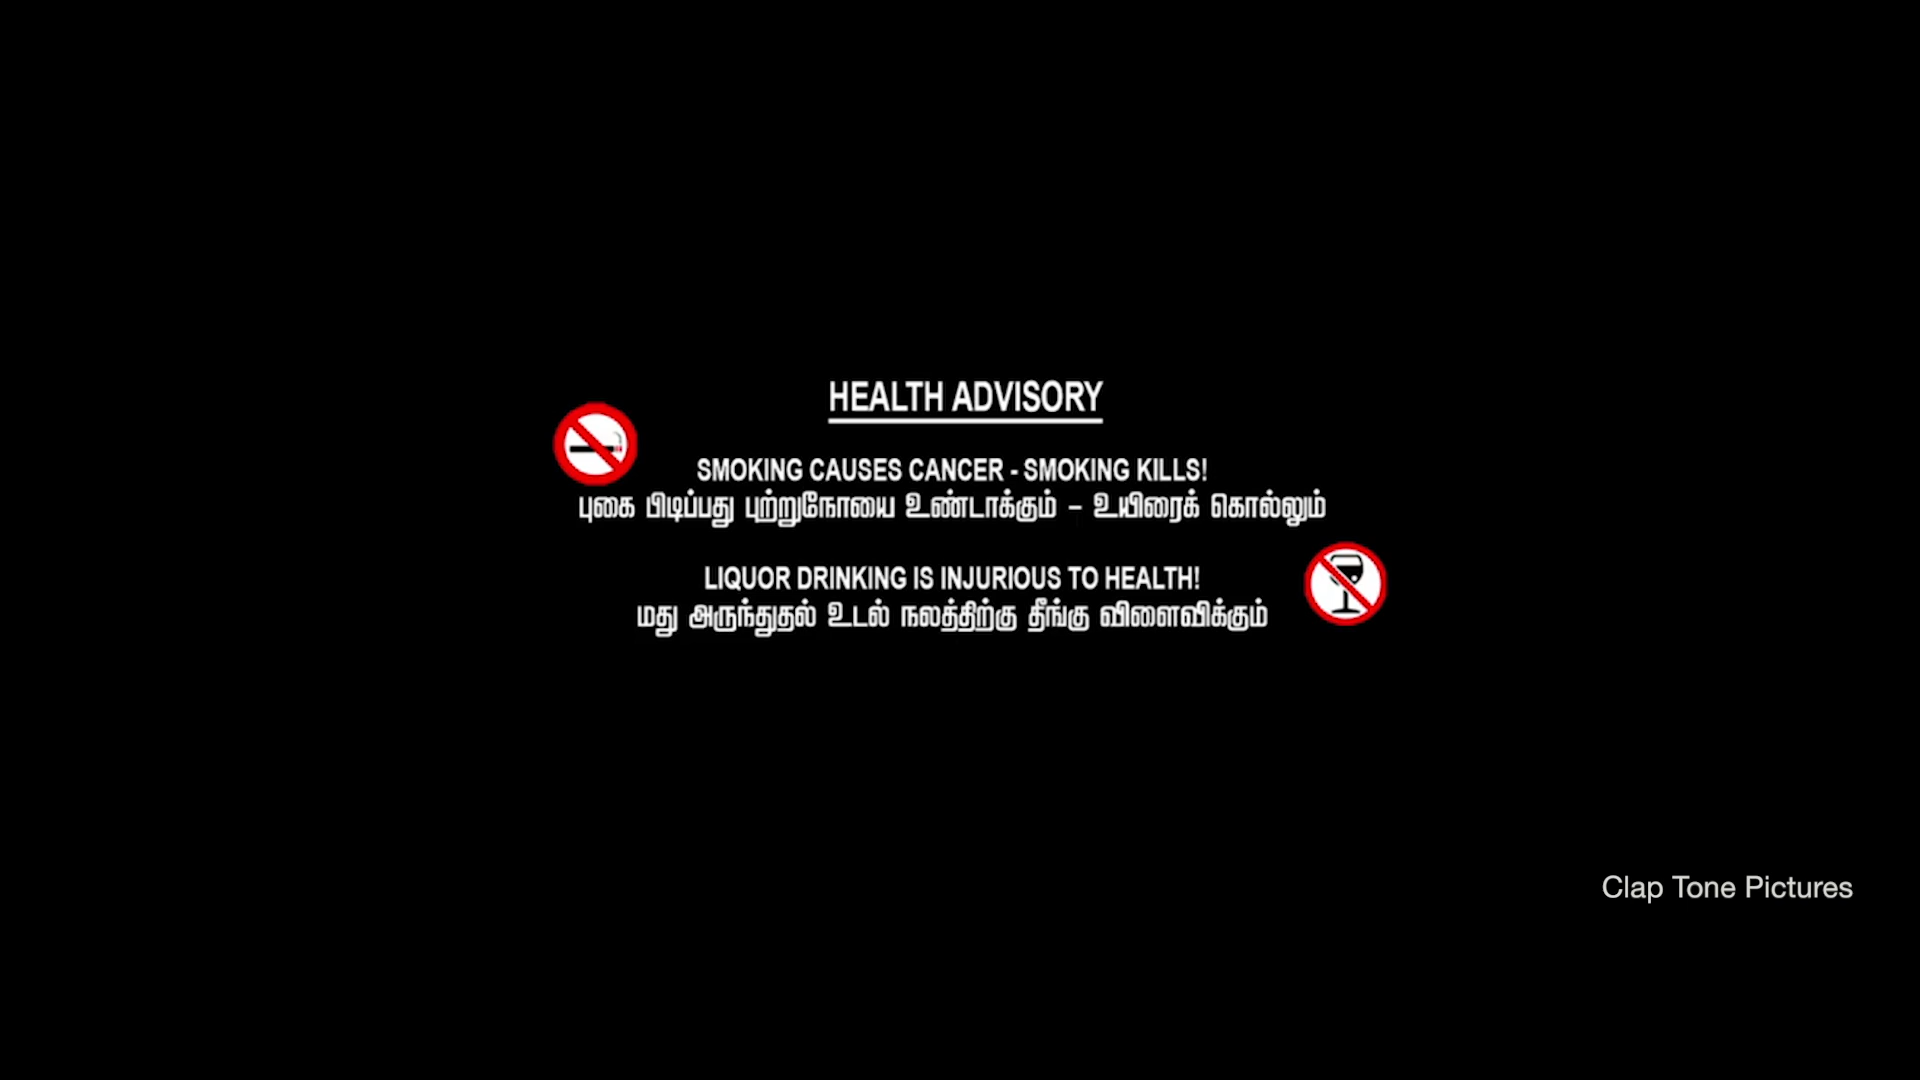 HEALTH ADVISORY
SMOKING CAUSES CANCER - SMOKING KILLS!
புகை பிடிப்பது புற்றுநோயை உண்டாக்கும் – உயிரைக் கொல்லும்
LIQUOR DRINKING IS INJURIOUS TO HEALTH!
மது அருந்துதல் உடல் நலத்திற்கு தீங்கு விளைவிக்கும்
Clap Tone Pictures